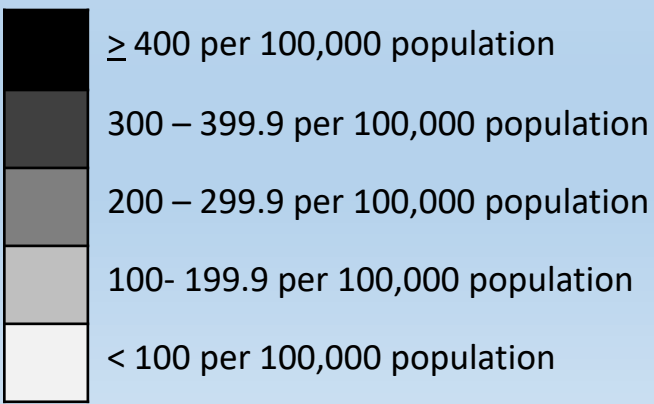 ≥ 400 per 100,000 population
300 – 399.9 per 100,000 population
200 – 299.9 per 100,000 population
100- 199.9 per 100,000 population
< 100 per 100,000 population